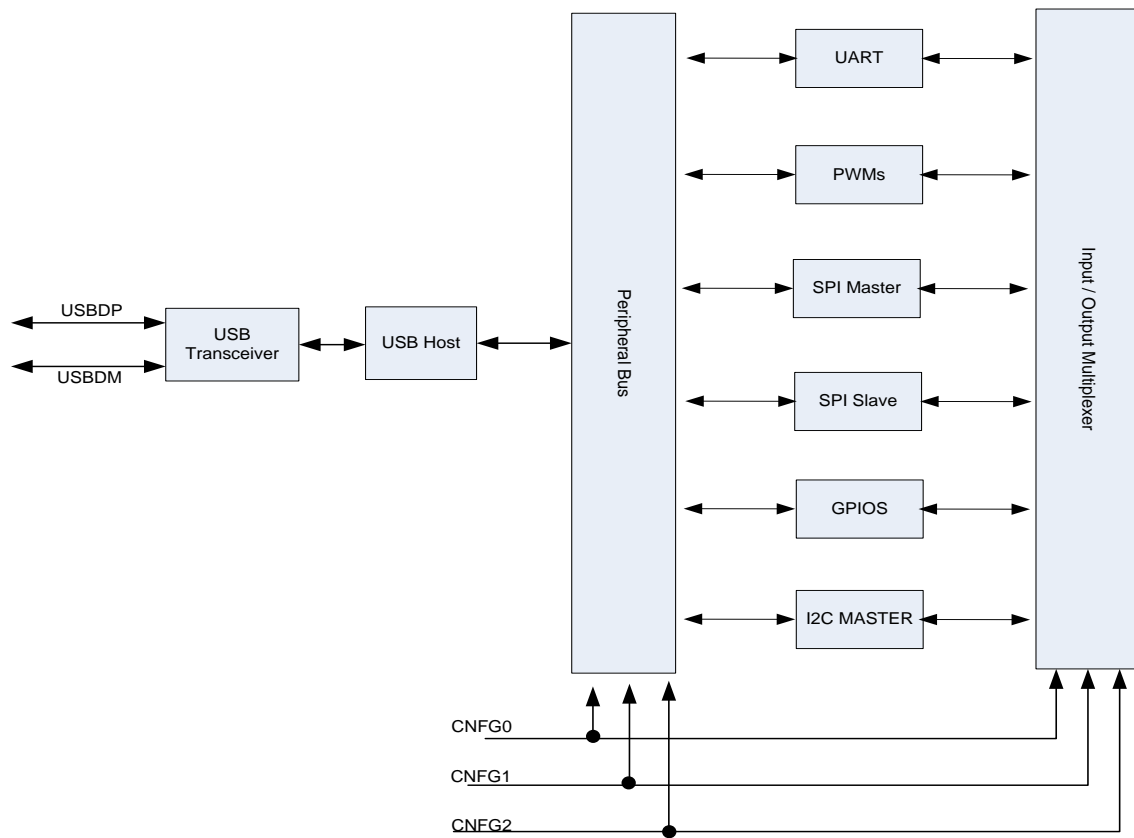 UART
PWMs
SPI Master
SPI Slave
GPIOS
I2C MASTER
Peripheral Bus
Input / Output Multiplexer
USBDP
USBDM
USB
Transceiver
USB Host
CNFG0
CNFG1
CNFG2